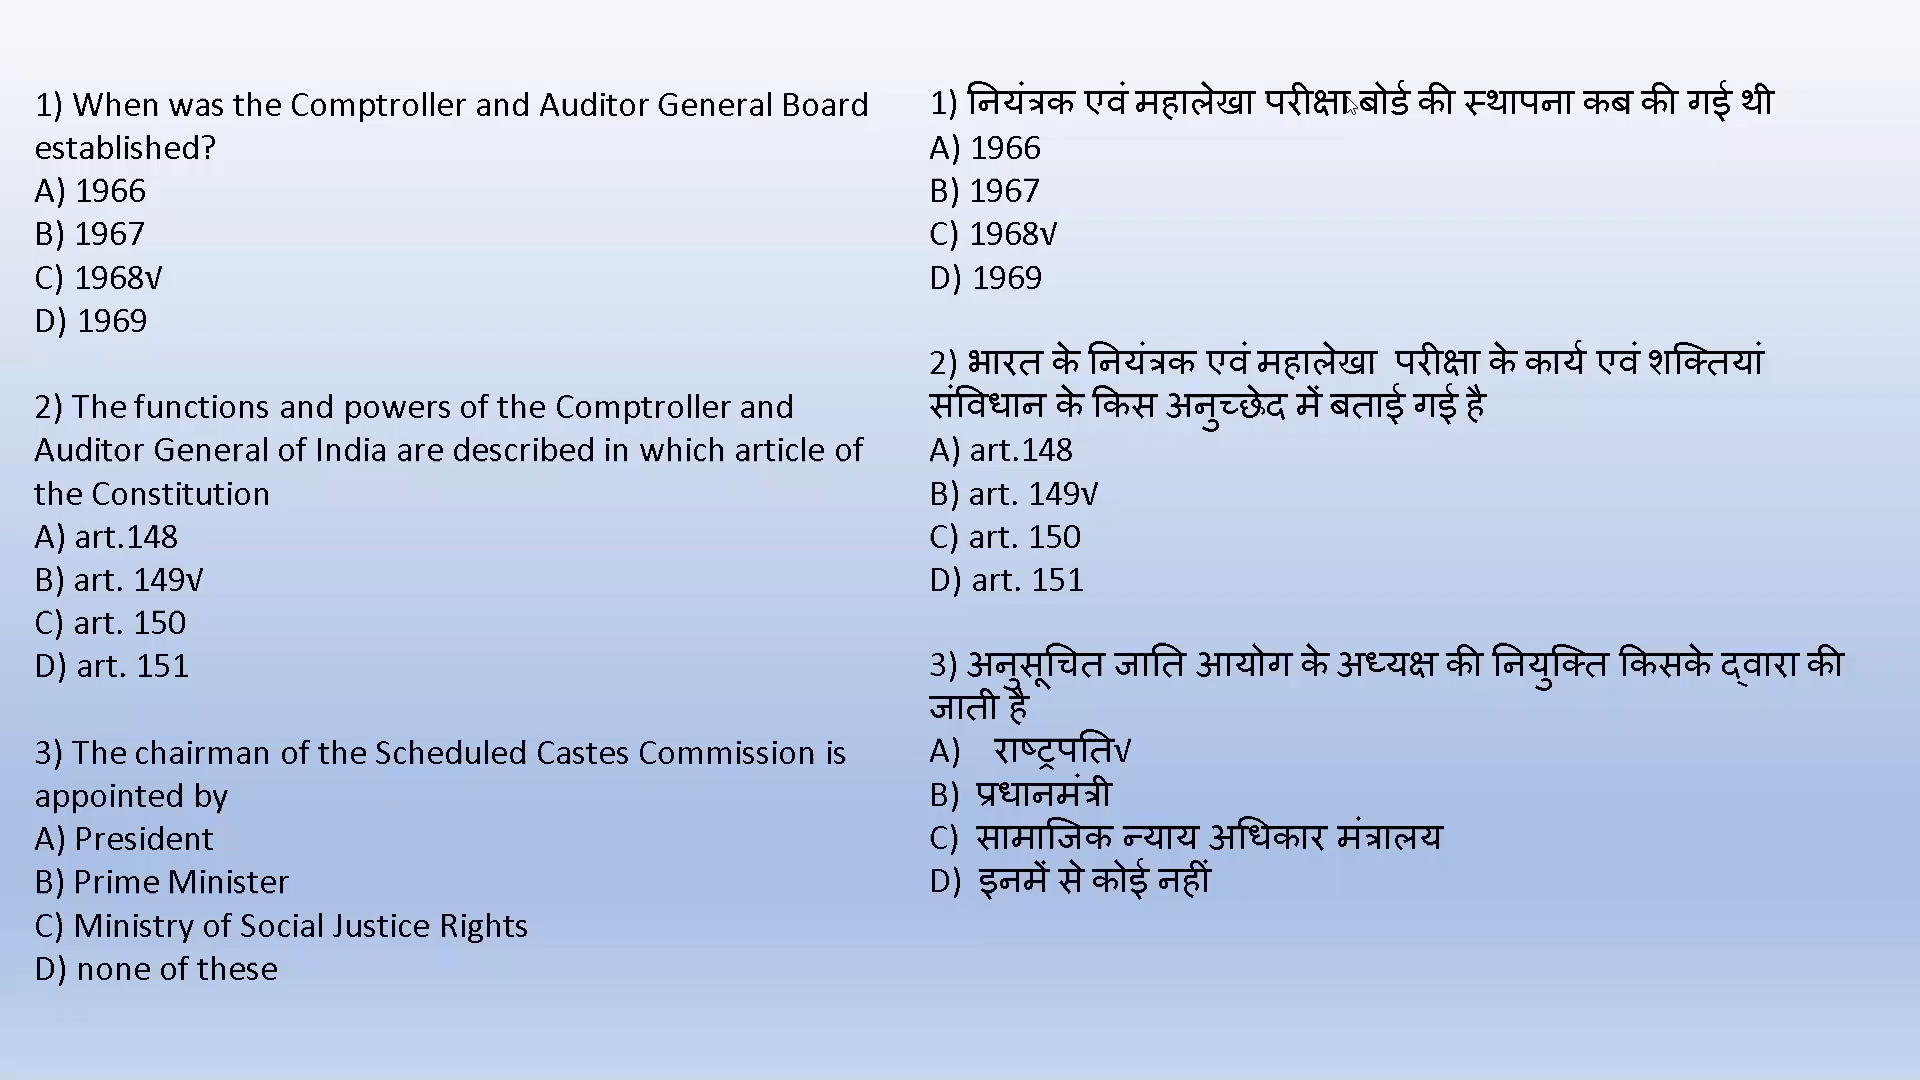 1) When was the Comptroller and Auditor General Board
established?
A) 1966
B) 1967
C) 1968√
D) 1969
2) The functions and powers of the Comptroller and
Auditor General of India are described in which article of
the Constitution
A) art.148
B) art. 149√
C) art. 150
D) art. 151
3) The chairman of the Scheduled Castes Commission is
appointed by
A) President
B) Prime Minister
C) Ministry of Social Justice Rights
D) none of these
1) नियंत्रक एवं महालेखा परीक्षा बोर्ड की स्थापना कब की गई थी
A) 1966
B) 1967
C) 1968√
D) 1969
2) भारत के नियंत्रक एवं महालेखा परीक्षा के कार्य एवं शक्तियां
संविधान के किस अनुच्छेद में बताई गई है
A) art.148
B) art. 149√
C) art. 150
D) art. 151
3) अनुसूचित जाति आयोग के अध्यक्ष की नियुक्ति किसके द्वारा की
जाती है
A) राष्ट्रपति√
B) प्रधानमंत्री
C) सामाजिक न्याय अधिकार मंत्रालय
D) इनमें से कोई नहीं